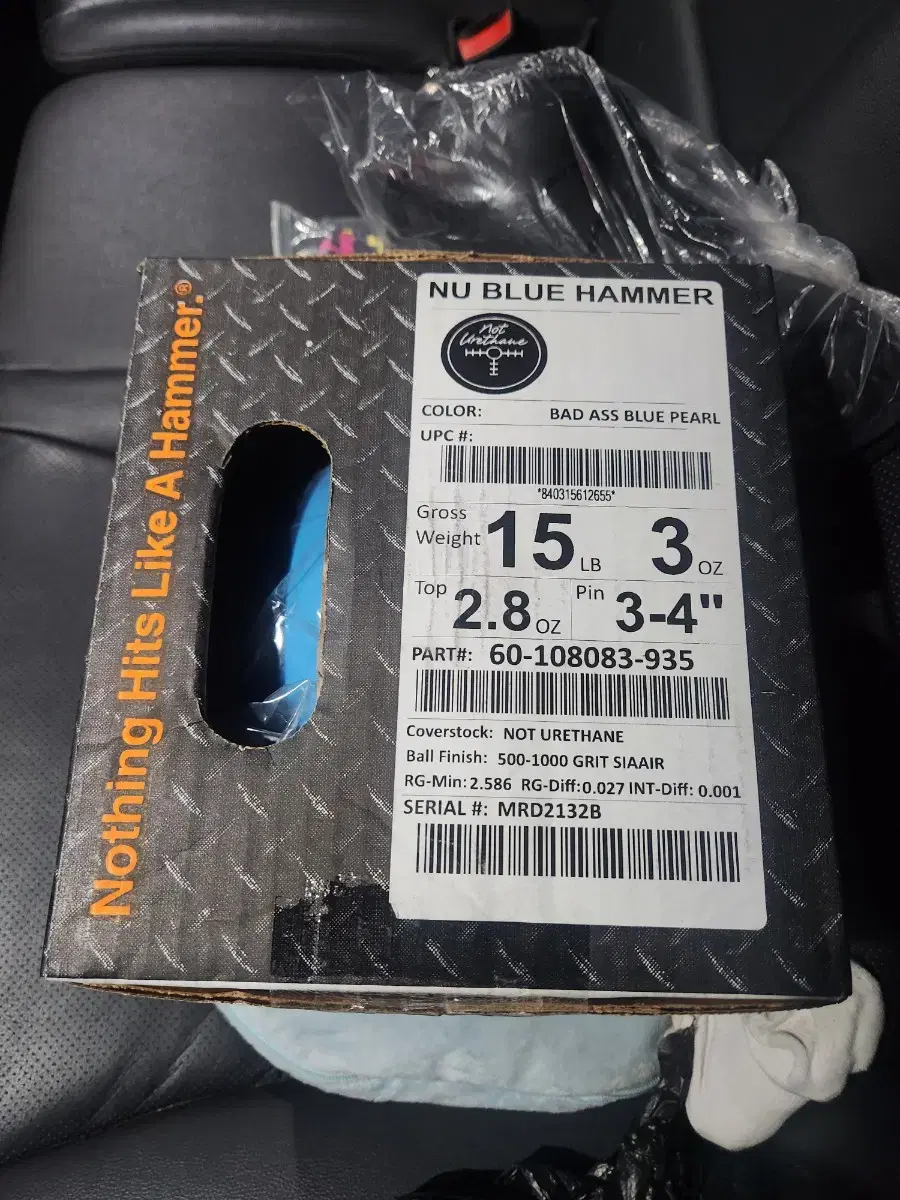 Nothing Hits Like A Hammer.®
NU BLUE HAMMER
Not
Urethane
COLOR: BAD ASS BLUE PEARL
UPC #:
*840315612655*
Gross
Weight 15 LB 3 OZ
Top 2.8 OZ Pin 3-4"
PART#: 60-108083-935
Coverstock: NOT URETHANE
Ball Finish: 500-1000 GRIT SIAAIR
RG-Min: 2.586 RG-Diff: 0.027 INT-Diff: 0.001
SERIAL #: MRD2132B